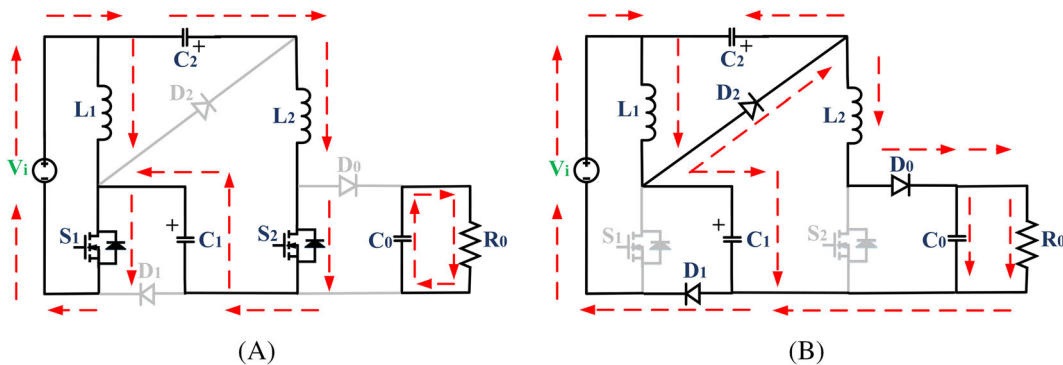 C2
+
D2
L1
L2
Vi
D0
S1
+
C1
S2
C0
R0
D1
(A)
C2
+
D2
L1
L2
Vi
D0
S1
+
C1
S2
C0
R0
D1
(B)